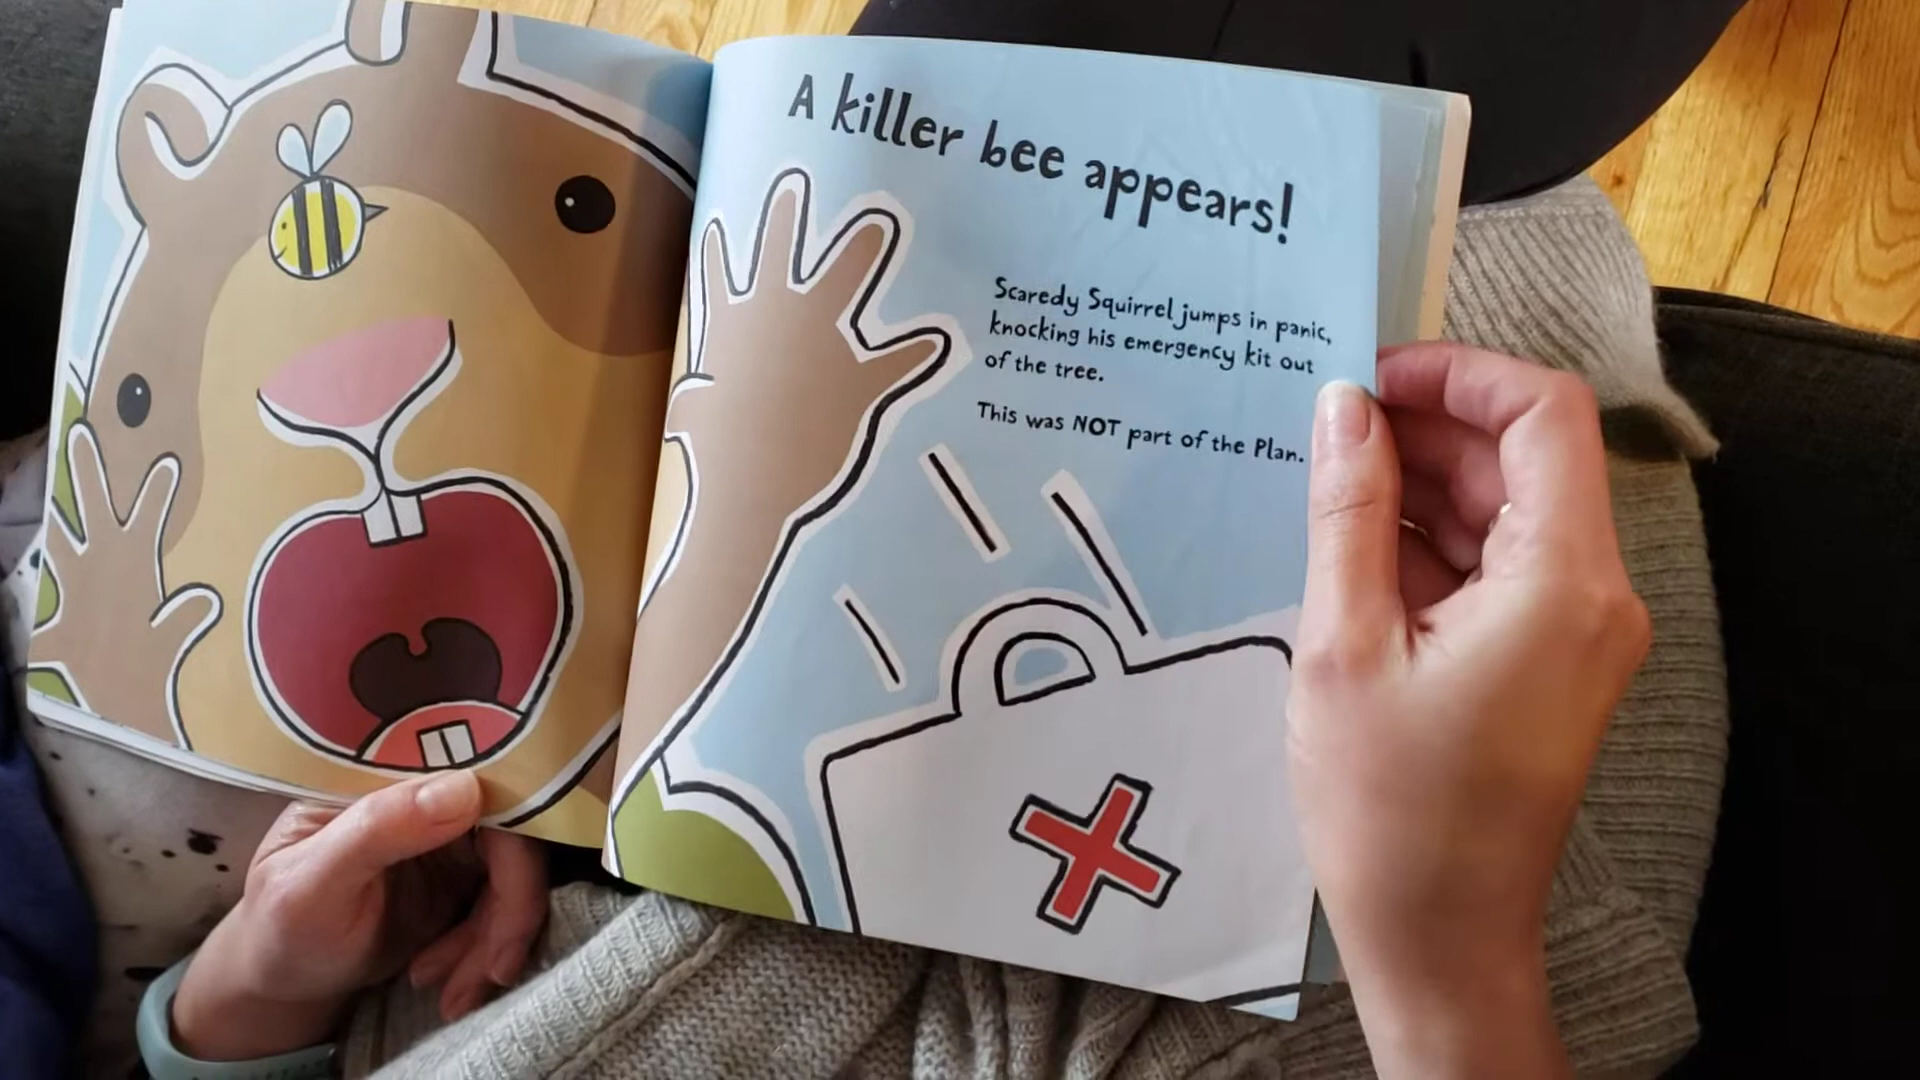 A killer bee appears!
Scaredy Squirrel jumps in panic,
knocking his emergency kit out
of the tree.
This was NOT part of the Plan.